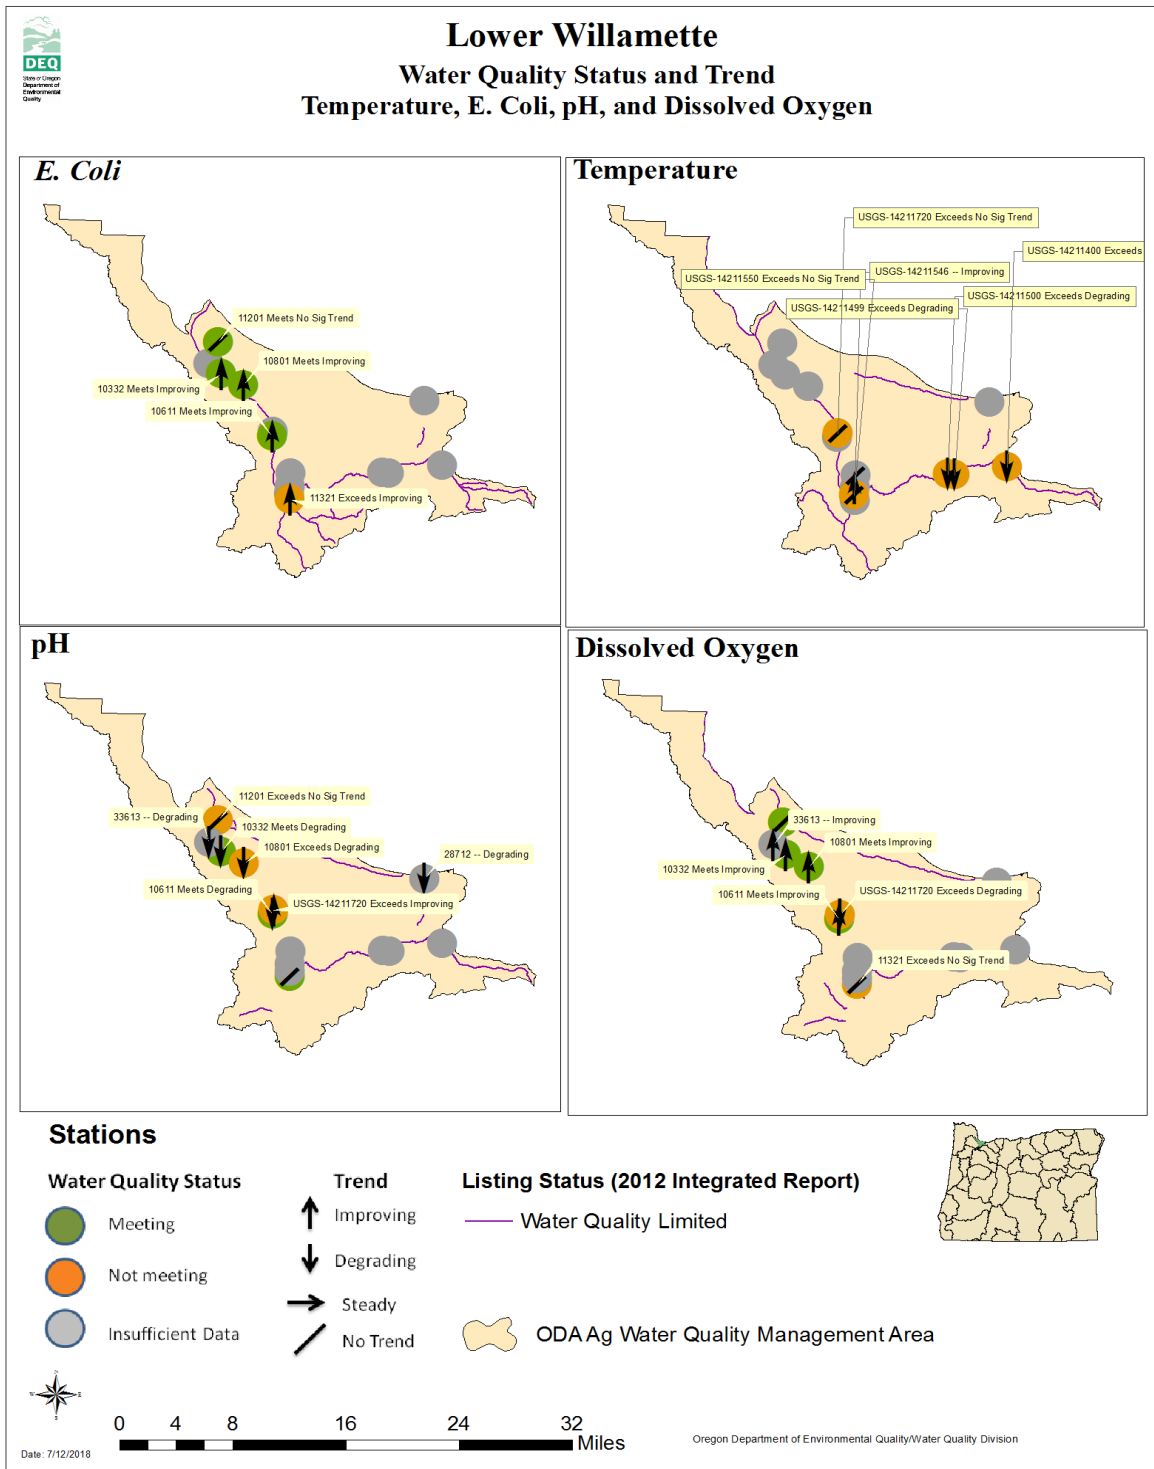 DEQ
State of Oregon
Department of
Environmental
Quality
Lower Willamette
Water Quality Status and Trend
Temperature, E. Coli, pH, and Dissolved Oxygen
E. Coli
11201 Meets No Sig Trend
10801 Meets Improving
10332 Meets Improving
10611 Meets Improving
11321 Exceeds Improving
Temperature
USGS-14211720 Exceeds No Sig Trend
USGS-14211400 Exceeds
USGS-14211546 -- Improving
USGS-14211550 Exceeds No Sig Trend
USGS-14211500 Exceeds Degrading
USGS-14211499 Exceeds Degrading
pH
11201 Exceeds No Sig Trend
33613 -- Degrading
10332 Meets Degrading
10801 Exceeds Degrading
28712 -- Degrading
10611 Meets Degrading
USGS-14211720 Exceeds Improving
Dissolved Oxygen
33613 -- Improving
10801 Meets Improving
10332 Meets Improving
10611 Meets Improving
USGS-14211720 Exceeds Degrading
11321 Exceeds No Sig Trend
Stations
Water Quality Status
Meeting
Not meeting
Insufficient Data
Trend
Improving
Degrading
Steady
No Trend
Listing Status (2012 Integrated Report)
Water Quality Limited
ODA Ag Water Quality Management Area
N
W
E
S
0 4 8 16 24 32
Miles
Date: 7/12/2018
Oregon Department of Environmental Quality/Water Quality Division